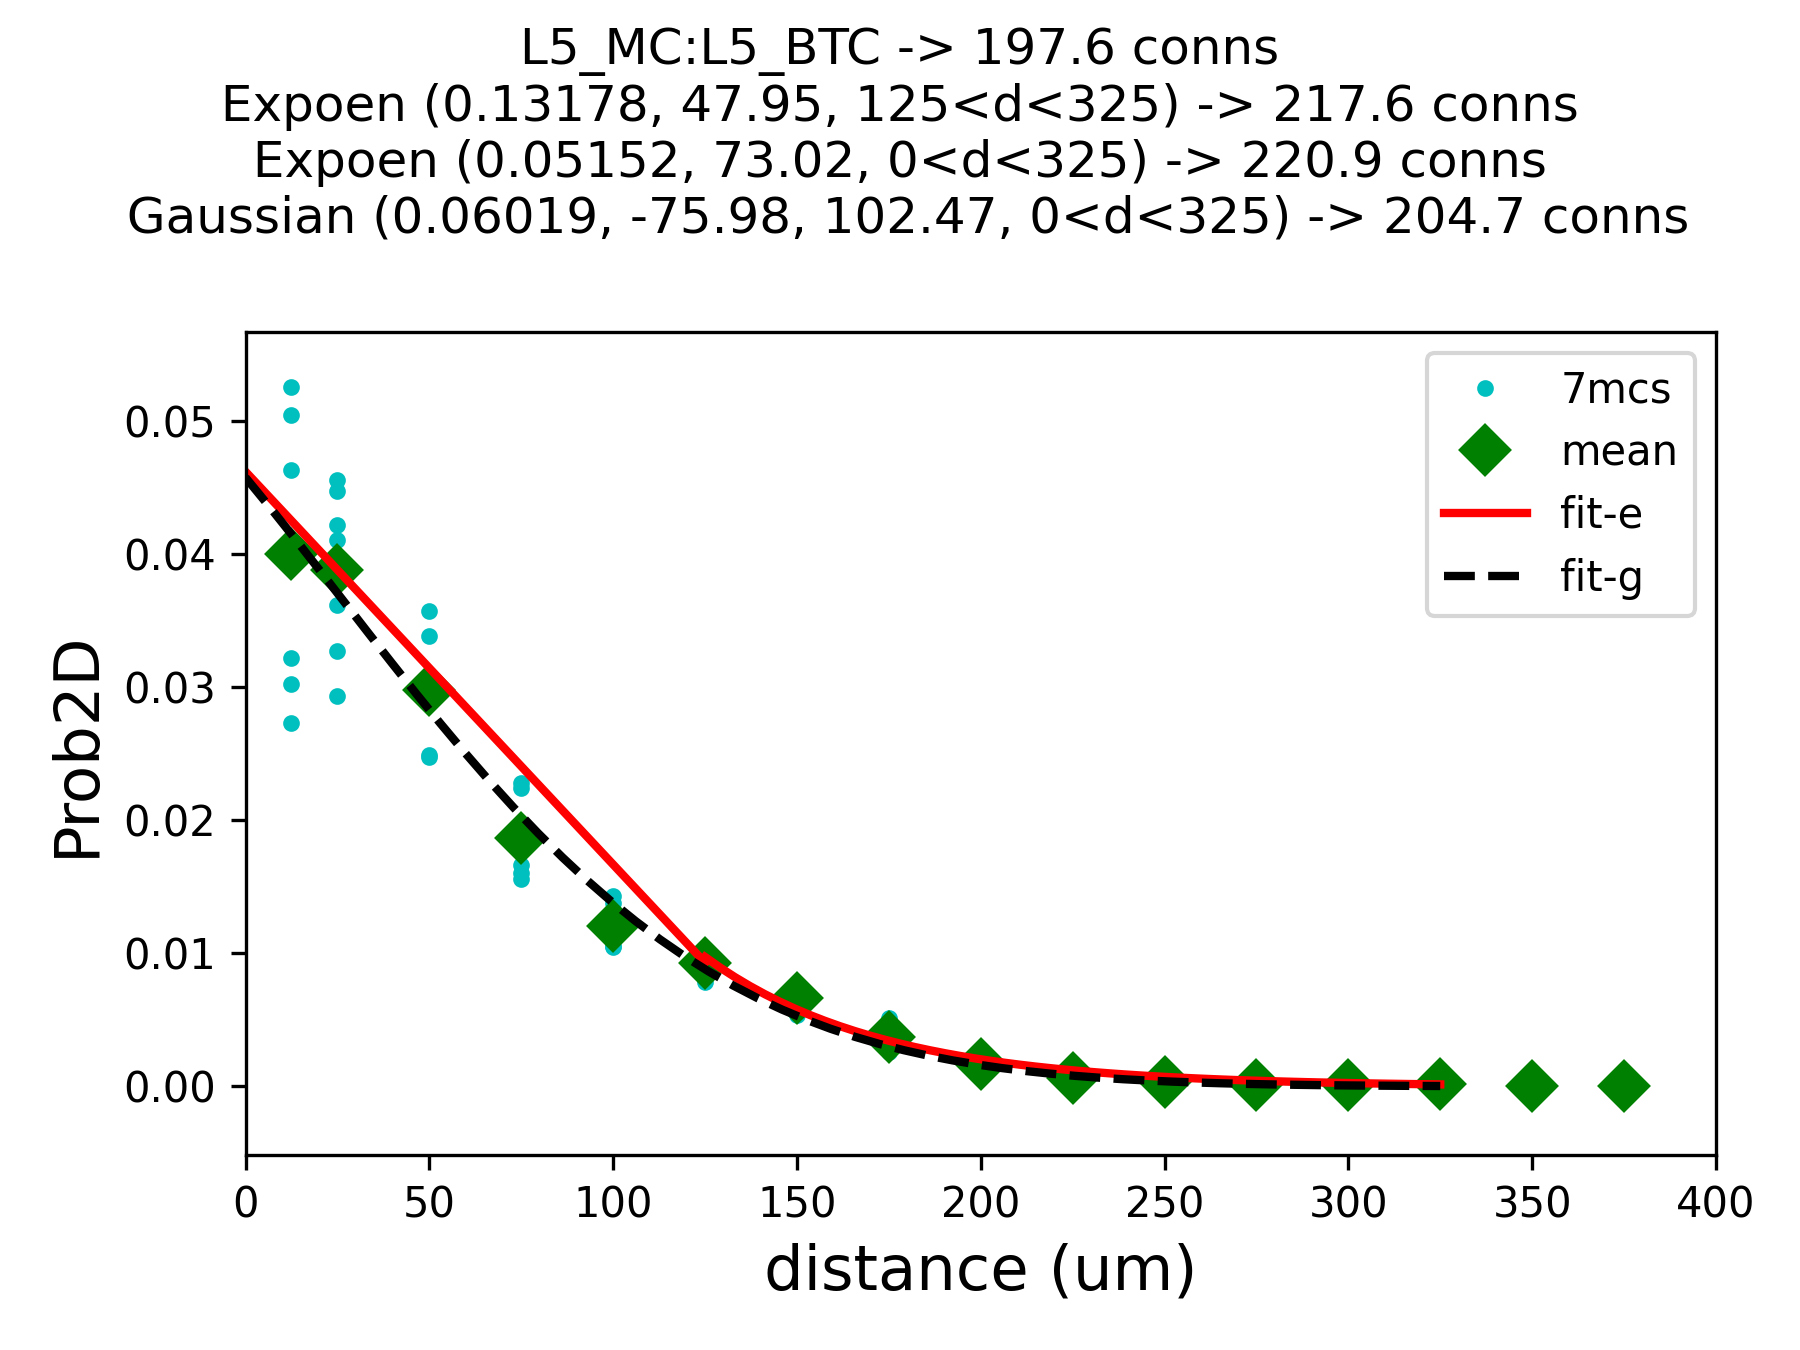 L5_MC:L5_BTC -> 197.6 conns
Expoen (0.13178, 47.95, 125<d<325) -> 217.6 conns
Expoen (0.05152, 73.02, 0<d<325) -> 220.9 conns
Gaussian (0.06019, -75.98, 102.47, 0<d<325) -> 204.7 conns
7mcs
mean
fit-e
fit-g
Prob2D
0.05
0.04
0.03
0.02
0.01
0.00
0 50 100 150 200 250 300 350 400
distance (um)